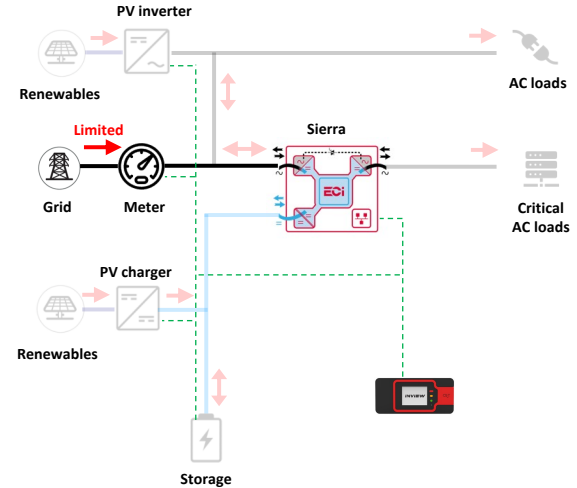 PV inverter
Renewables
AC loads
Limited
Sierra
ECi
Grid
Meter
Critical
AC loads
PV charger
Renewables
INVIEW
Storage